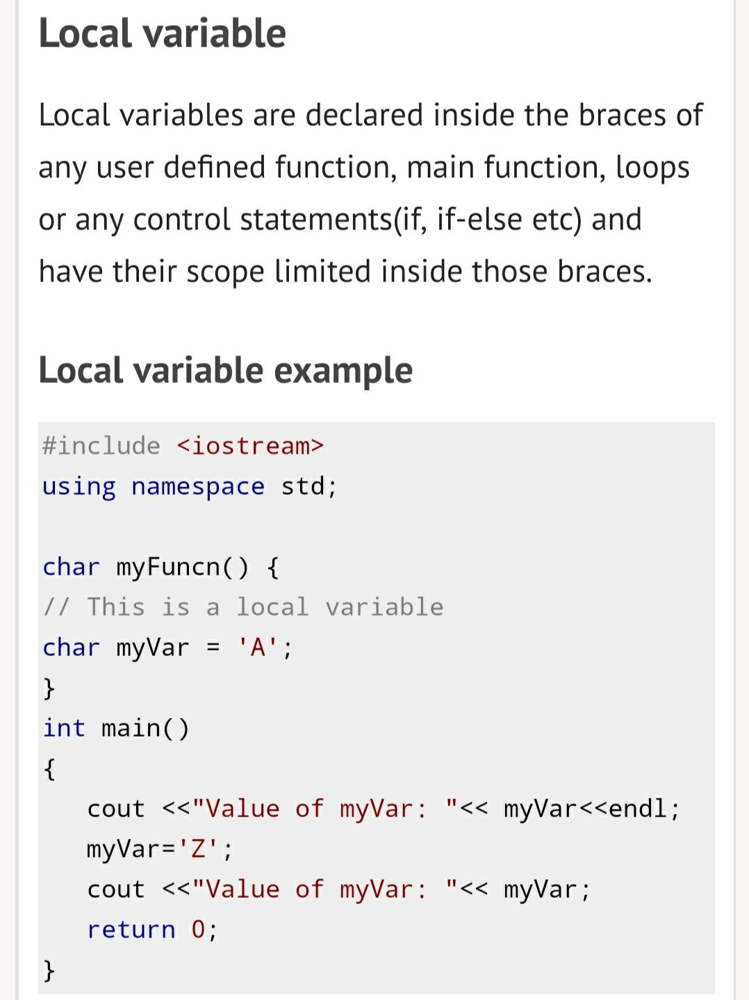 Local variable
Local variables are declared inside the braces of
any user defined function, main function, loops
or any control statements(if, if-else etc) and
have their scope limited inside those braces.
Local variable example
#include <iostream>
using namespace std;
char myFuncn() {
// This is a local variable
char myVar = 'A';
}
int main()
{
   cout <<"Value of myVar: "<< myVar<<endl;
   myVar='Z';
   cout <<"Value of myVar: "<< myVar;
   return 0;
}